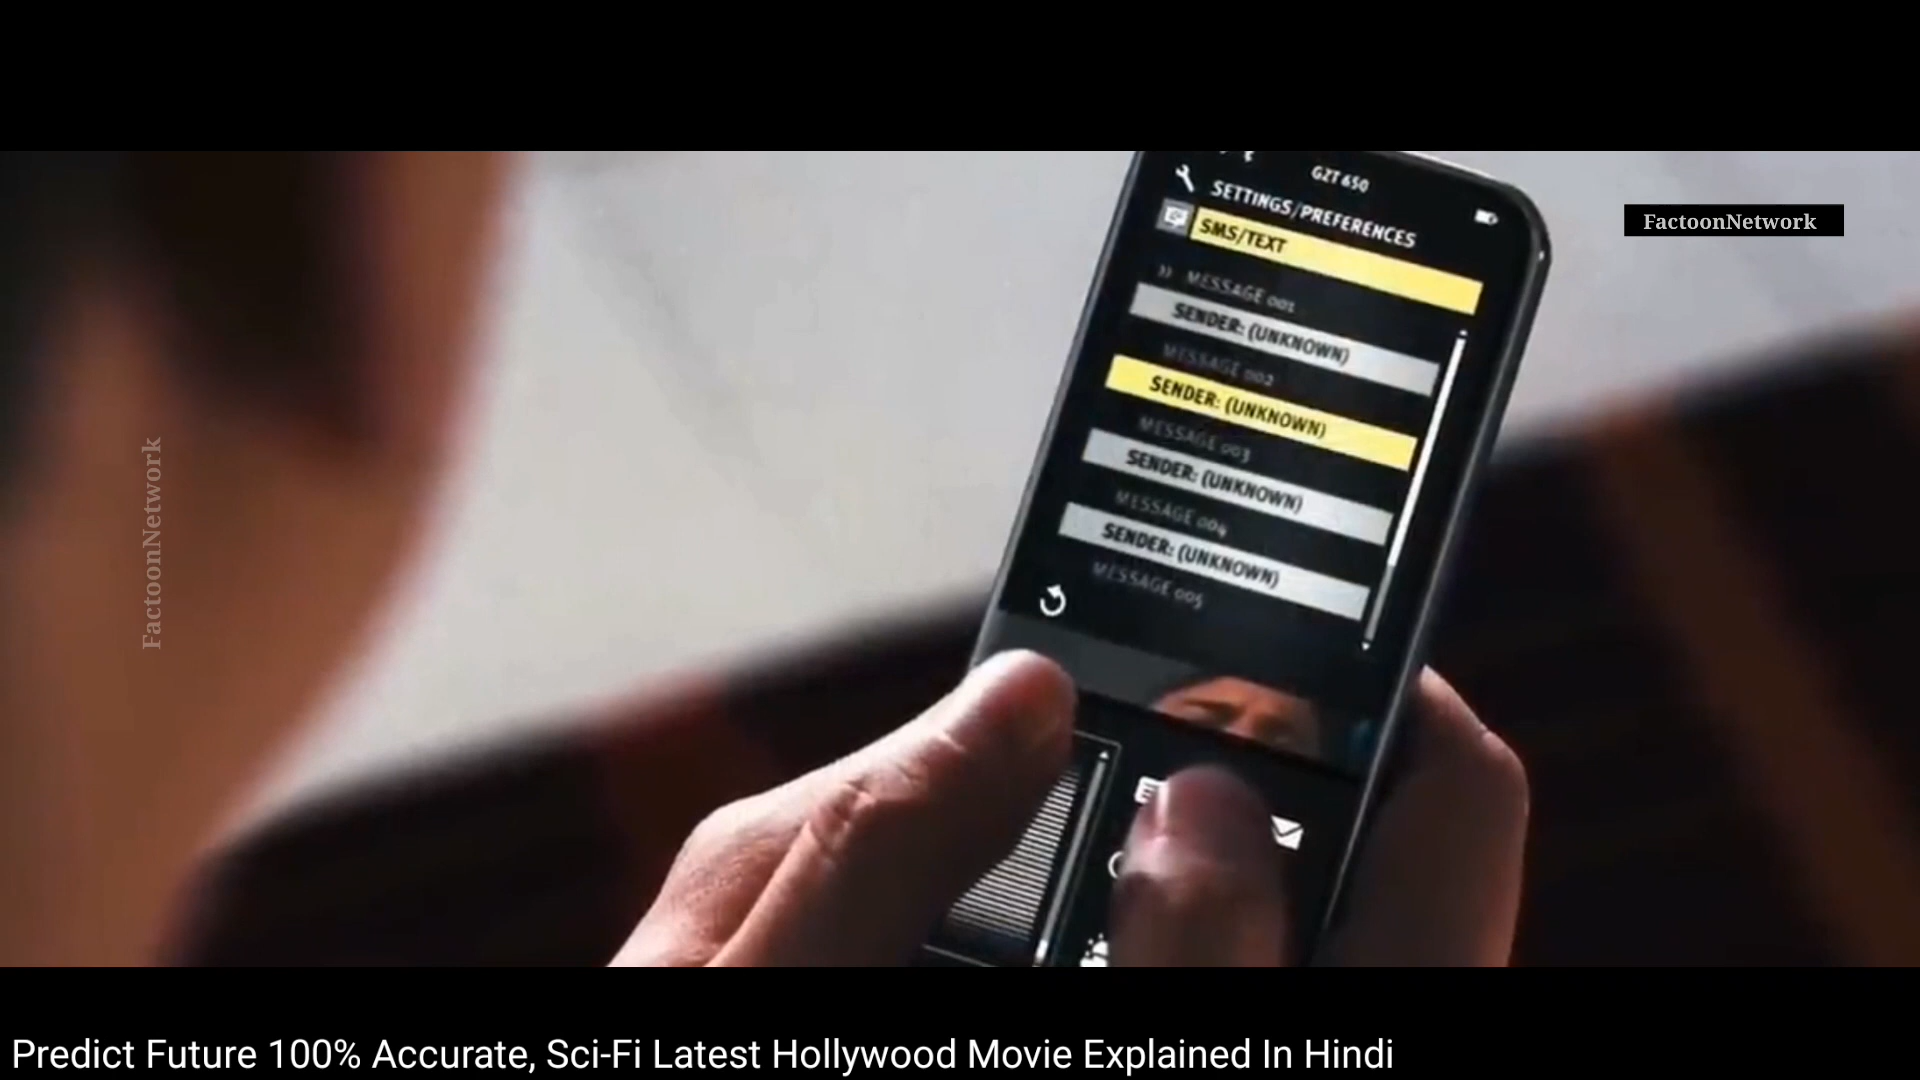 GZT 650
SETTINGS/PREFERENCES
SMS/TEXT
FactoonNetwork
» MESSAGE 001
SENDER: (UNKNOWN)
MESSAGE 002
SENDER: (UNKNOWN)
MESSAGE 003
SENDER: (UNKNOWN)
MESSAGE 004
SENDER: (UNKNOWN)
MESSAGE 005
FactoonNetwork
Predict Future 100% Accurate, Sci-Fi Latest Hollywood Movie Explained In Hindi